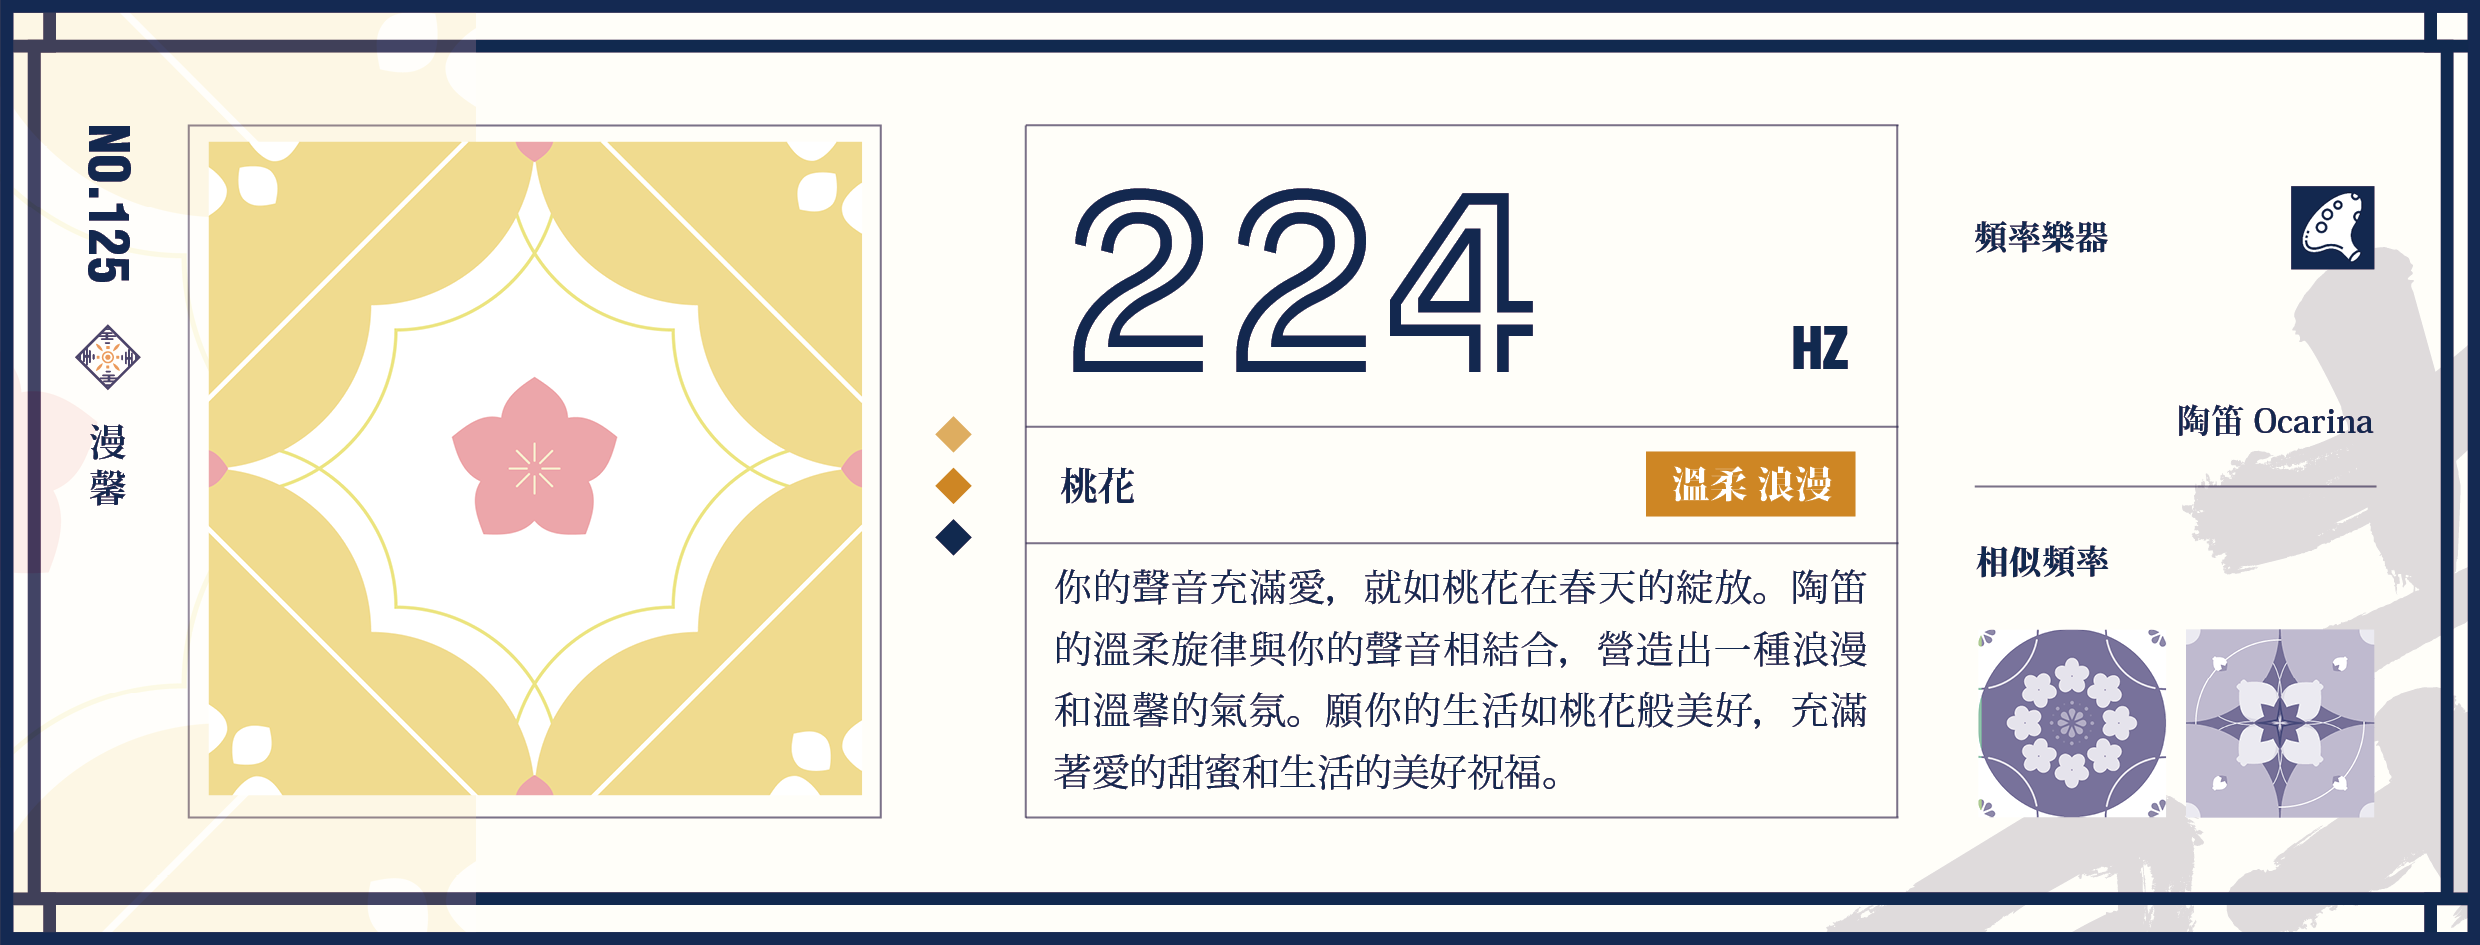 NO.125
漫馨
224
HZ
桃花
溫柔 浪漫
你的聲音充滿愛，就如桃花在春天的綻放。陶笛
的溫柔旋律與你的聲音相結合，營造出一種浪漫
和溫馨的氣氛。願你的生活如桃花般美好，充滿
著愛的甜蜜和生活的美好祝福。
頻率樂器
陶笛 Ocarina
相似頻率